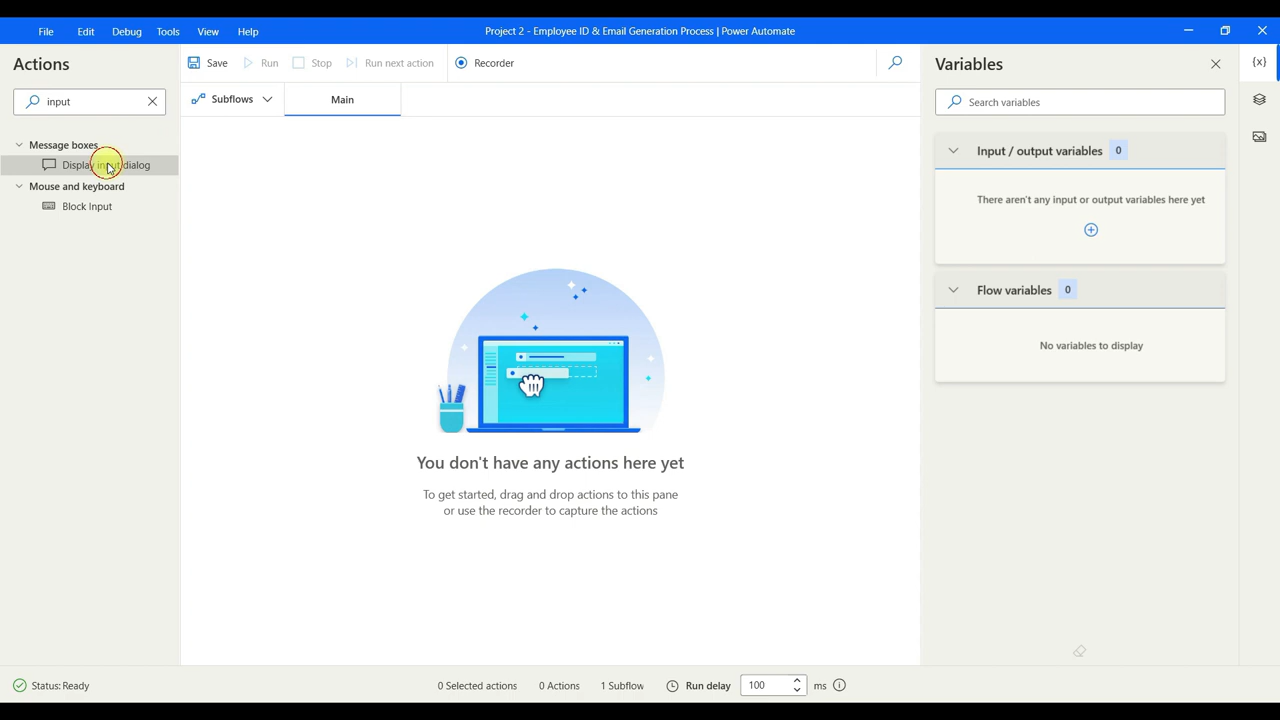 File Edit Debug Tools View Help Project 2 - Employee ID & Email Generation Process | Power Automate
Actions
Save Run Stop Run next action Recorder
Variables
{x}
input
Subflows Main
Search variables
Message boxes
Display input dialog
Mouse and keyboard
Block Input
Input / output variables 0
There aren't any input or output variables here yet
Flow variables 0
No variables to display
You don't have any actions here yet
To get started, drag and drop actions to this pane
or use the recorder to capture the actions
Status: Ready 0 Selected actions 0 Actions 1 Subflow Run delay 100 ms